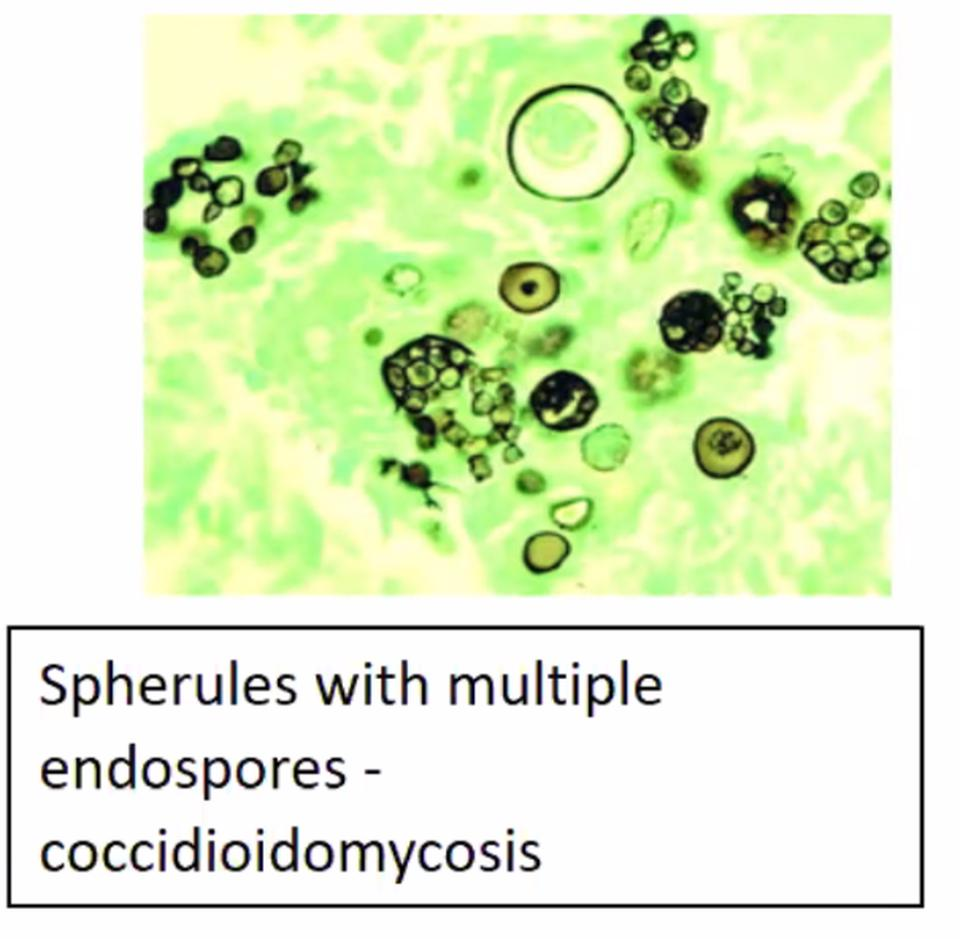 Spherules with multiple
endospores -
coccidioidomycosis